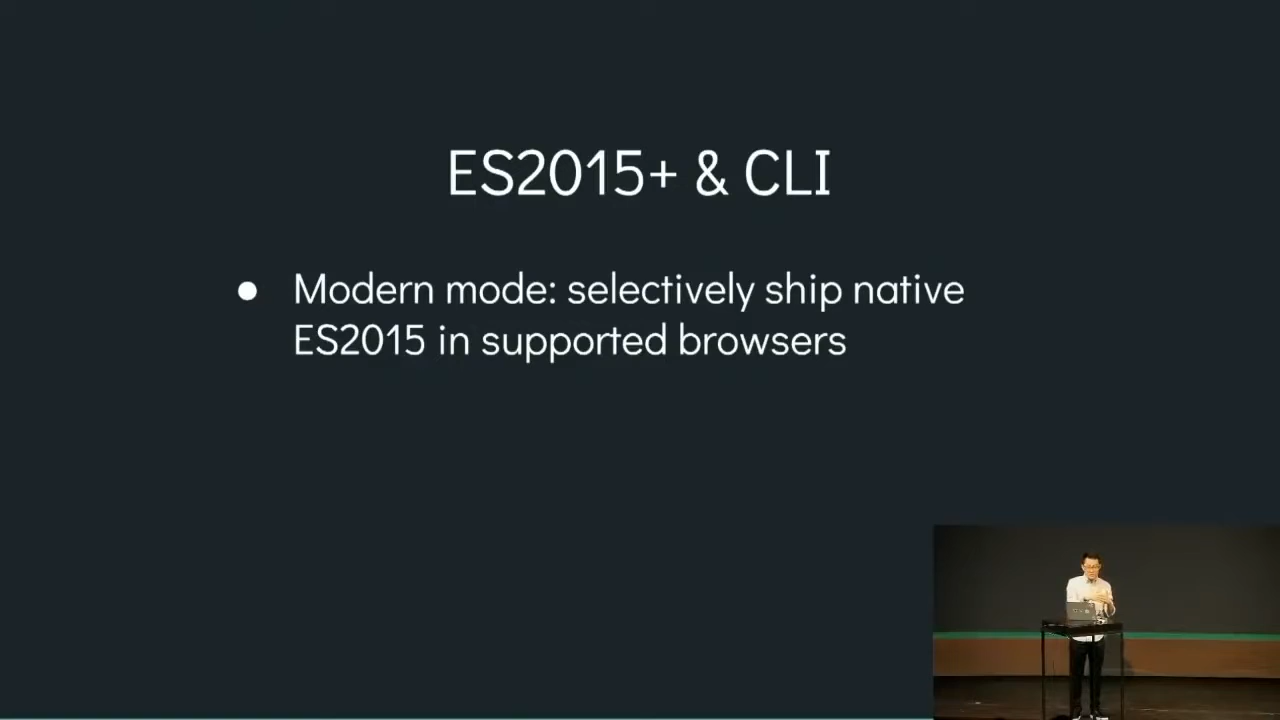 ES2015+ & CLI
● Modern mode: selectively ship native
ES2015 in supported browsers